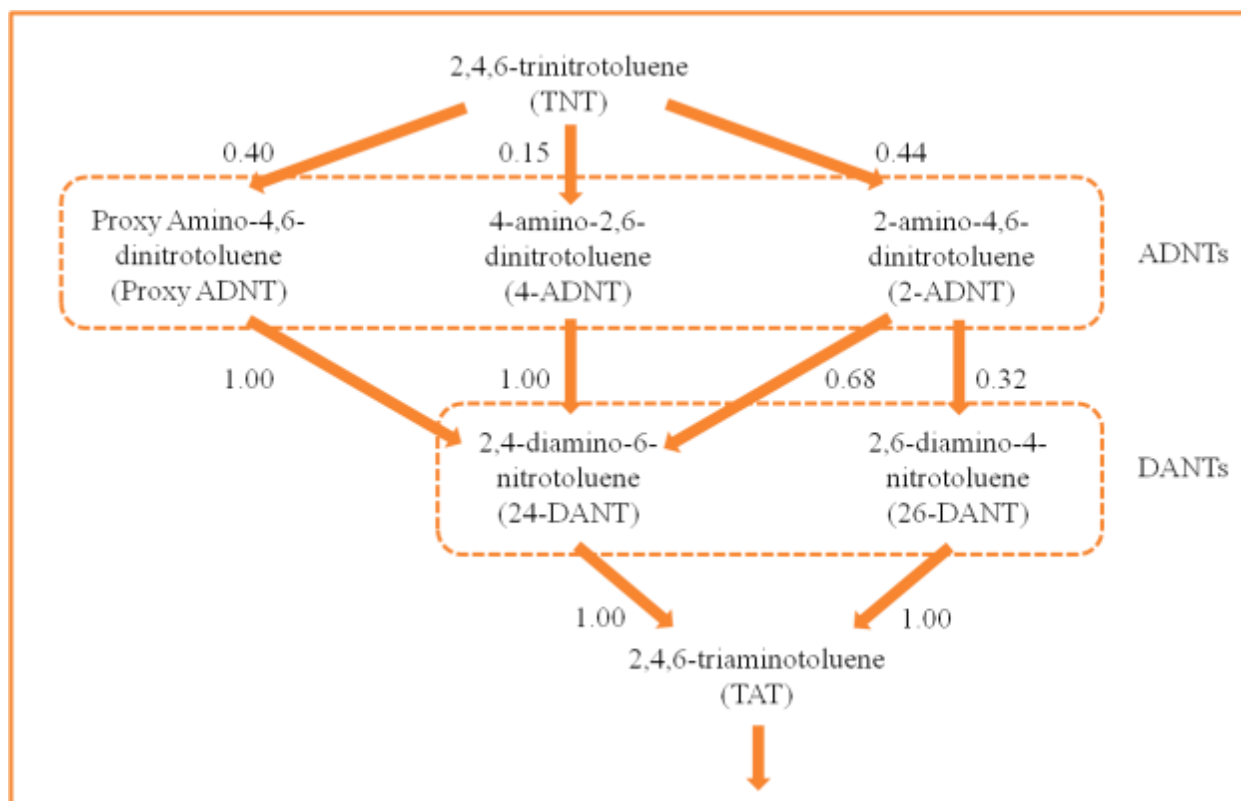 2,4,6-trinitrotoluene
(TNT)
0.40
0.15
0.44
Proxy Amino-4,6-
dinitrotoluene
(Proxy ADNT)
4-amino-2,6-
dinitrotoluene
(4-ADNT)
2-amino-4,6-
dinitrotoluene
(2-ADNT)
ADNTs
1.00
1.00
0.68
0.32
2,4-diamino-6-
nitrotoluene
(24-DANT)
2,6-diamino-4-
nitrotoluene
(26-DANT)
DANTs
1.00
1.00
2,4,6-triaminotoluene
(TAT)